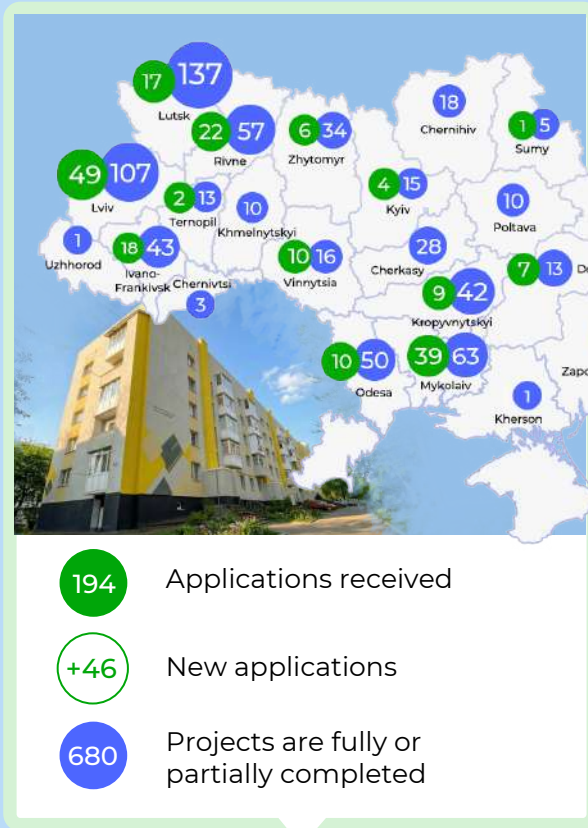 17 137
Lutsk
22 57
Rivne
6 34
Zhytomyr
18
Chernihiv
1 5
Sumy
49 107
Lviv
2 13
Ternopil
10
Khmelnytskyi
4 15
Kyiv
10
Poltava
1
Uzhhorod
18 43
Ivano-
Frankivsk
Chernivtsi
3
10 16
Vinnytsia
28
Cherkasy
7 13
9 42
Kropyvnytskyi
10 50
Odesa
39 63
Mykolaiv
1
Kherson
194 Applications received
+46 New applications
680 Projects are fully or
partially completed